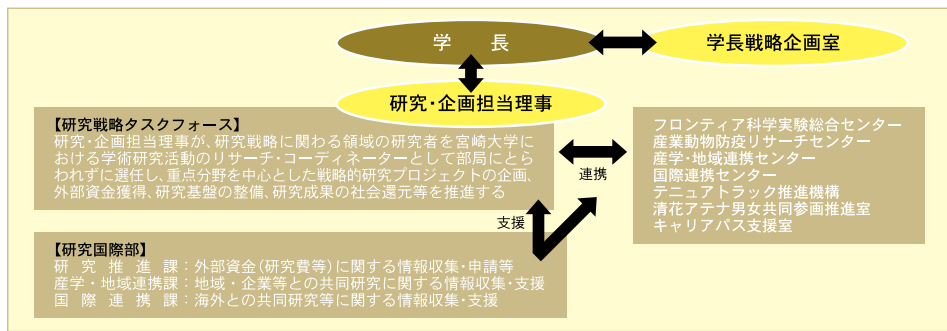 学　長
学長戦略企画室
研究・企画担当理事
【研究戦略タスクフォース】
研究・企画担当理事が、研究戦略に関わる領域の研究者を宮崎大学に
おける学術研究活動のリサーチ・コーディネーターとして部局にとら
われずに選任し、重点分野を中心とした戦略的研究プロジェクトの企画、
外部資金獲得、研究基盤の整備、研究成果の社会還元等を推進する
連携
フロンティア科学実験総合センター
産業動物防疫リサーチセンター
産学・地域連携センター
国際連携センター
テニュアトラック推進機構
清花アテナ男女共同参画推進室
キャリアパス支援室
支援
【研究国際部】
研究推進課：外部資金（研究費等）に関する情報収集・申請等
産学・地域連携課：地域・企業等との共同研究に関する情報収集・支援
国際連携課：海外との共同研究等に関する情報収集・支援